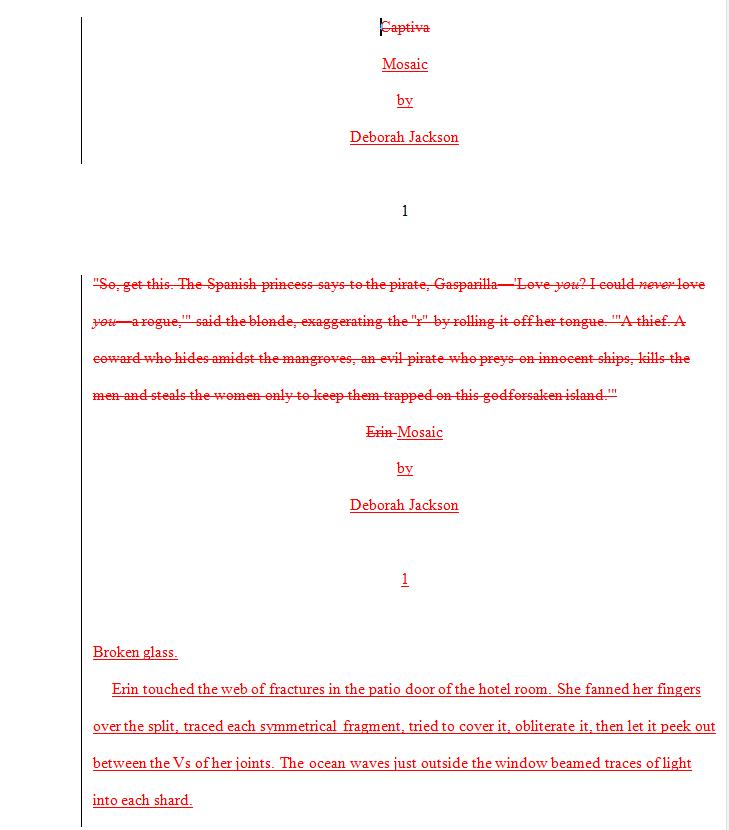 Captiva
Mosaic
by
Deborah Jackson
1
"So, get this. The Spanish princess says to the pirate, Gasparilla—'Love you? I could never love
you—a rogue,'" said the blonde, exaggerating the "r" by rolling it off her tongue. '"A thief. A
coward who hides amidst the mangroves, an evil pirate who preys on innocent ships, kills the
men and steals the women only to keep them trapped on this godforsaken island.'"
Erin Mosaic
by
Deborah Jackson
1
Broken glass.
Erin touched the web of fractures in the patio door of the hotel room. She fanned her fingers
over the split, traced each symmetrical fragment, tried to cover it, obliterate it, then let it peek out
between the Vs of her joints. The ocean waves just outside the window beamed traces of light
into each shard.